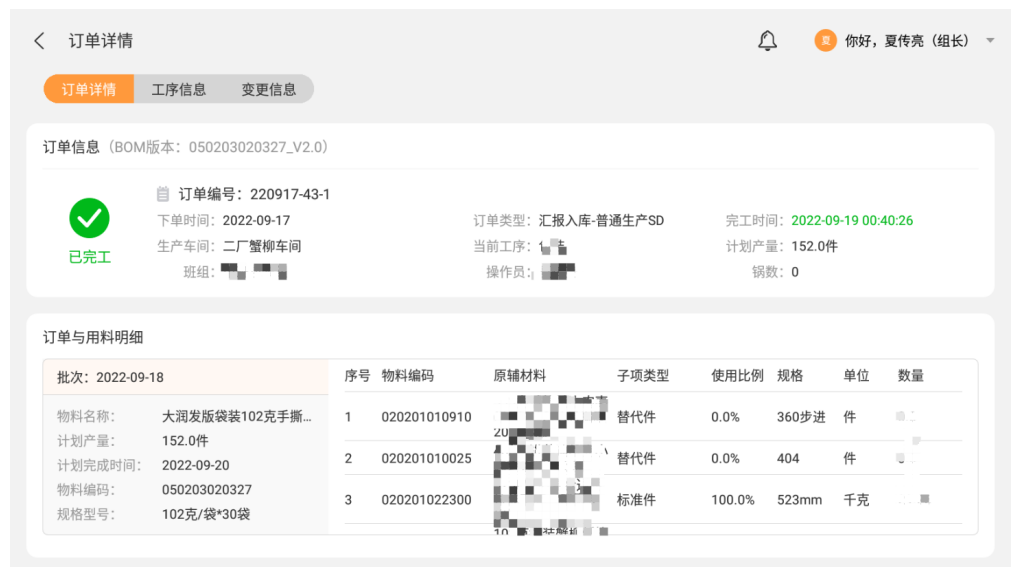 订单详情
夏 你好，夏传亮（组长）
订单详情 工序信息 变更信息
订单信息（BOM版本：050203020327_V2.0）
订单编号：220917-43-1
下单时间：2022-09-17 订单类型：汇报入库-普通生产SD 完工时间：2022-09-19 00:40:26
生产车间：二厂蟹柳车间 当前工序： 计划产量：152.0件
已完工
班组： 操作员： 锅数：0
订单与用料明细
批次：2022-09-18
物料名称： 大润发版袋装102克手撕...
计划产量： 152.0件
计划完成时间： 2022-09-20
物料编码： 050203020327
规格型号： 102克/袋*30袋
序号 物料编码 原辅材料 子项类型 使用比例 规格 单位 数量
1 020201010910 替代件 0.0% 360步进 件
2 020201010025 替代件 0.0% 404 件
3 020201022300 标准件 100.0% 523mm 千克